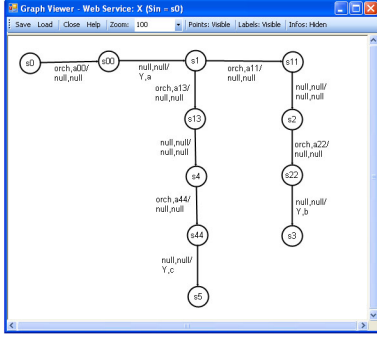 Graph Viewer - Web Service: X (Sin = s0)
Save Load Close Help Zoom: 100 Points: Visible Labels: Visible Infos: Hiden
s0 s00 s1 s11
orch,a00/
null,null
null,null/
Y,a
orch,a13/
null,null
orch,a11/
null,null
null,null/
null,null
s13 s2
null,null/
null,null
orch,a22/
null,null
s4 s22
orch,a44/
null,null
null,null/
Y,b
s44 s3
null,null/
Y,c
s5